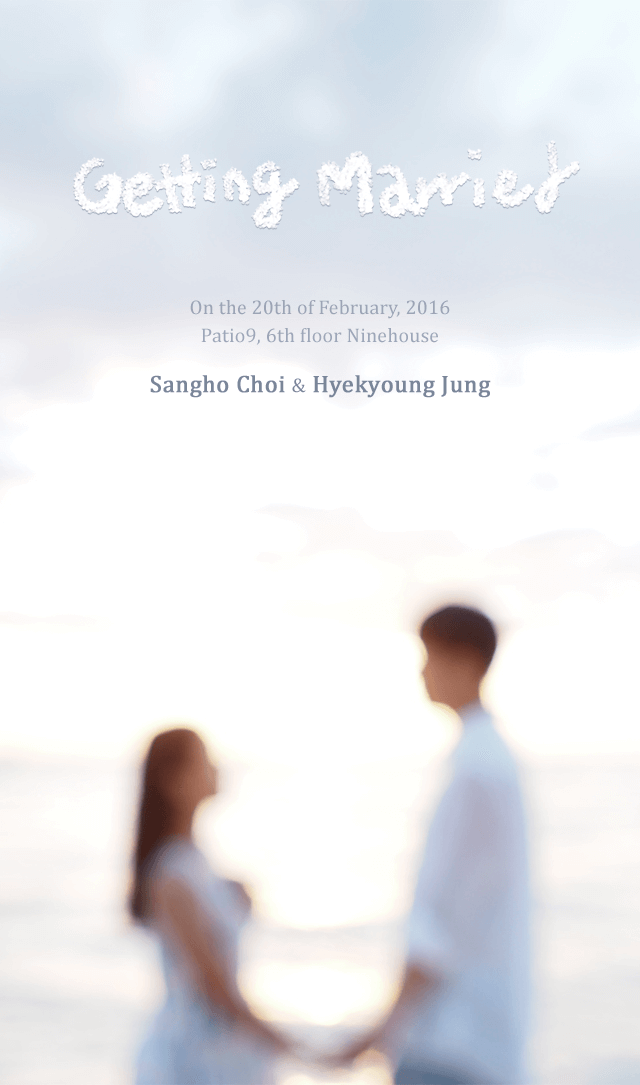 Getting Married
On the 20th of February, 2016
Patio9, 6th floor Ninehouse
Sangho Choi & Hyekyoung Jung